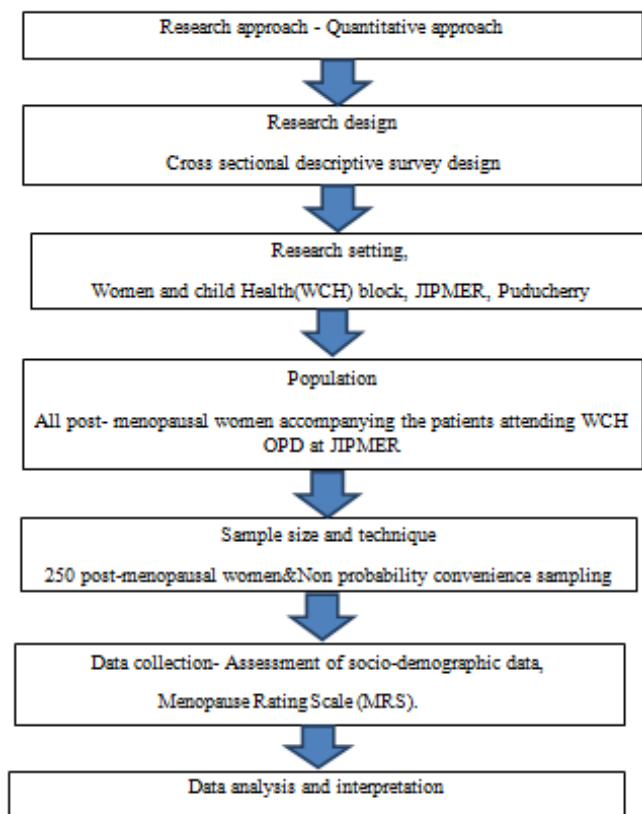 Research approach - Quantitative approach
Research design
Cross sectional descriptive survey design
Research setting,
Women and child Health(WCH) block, JIPMER, Puducherry
Population
All post- menopausal women accompanying the patients attending WCH
OPD at JIPMER
Sample size and technique
250 post-menopausal women&Non probability convenience sampling
Data collection- Assessment of socio-demographic data,
Menopause Rating Scale (MRS).
Data analysis and interpretation